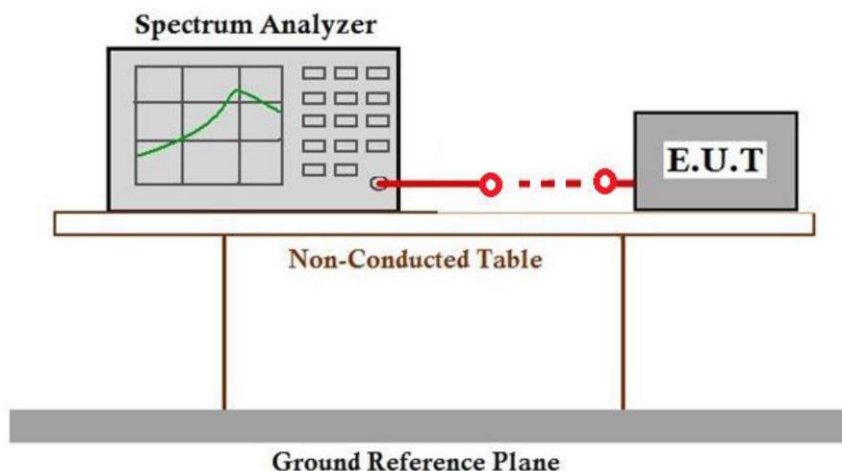 Spectrum Analyzer
E.U.T
Non-Conducted Table
Ground Reference Plane